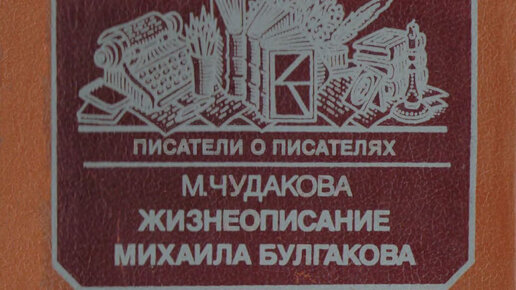 ПИСАТЕЛИ О ПИСАТЕЛЯХ
М.ЧУДАКОВА
ЖИЗНЕОПИСАНИЕ
МИХАИЛА БУЛГАКОВА